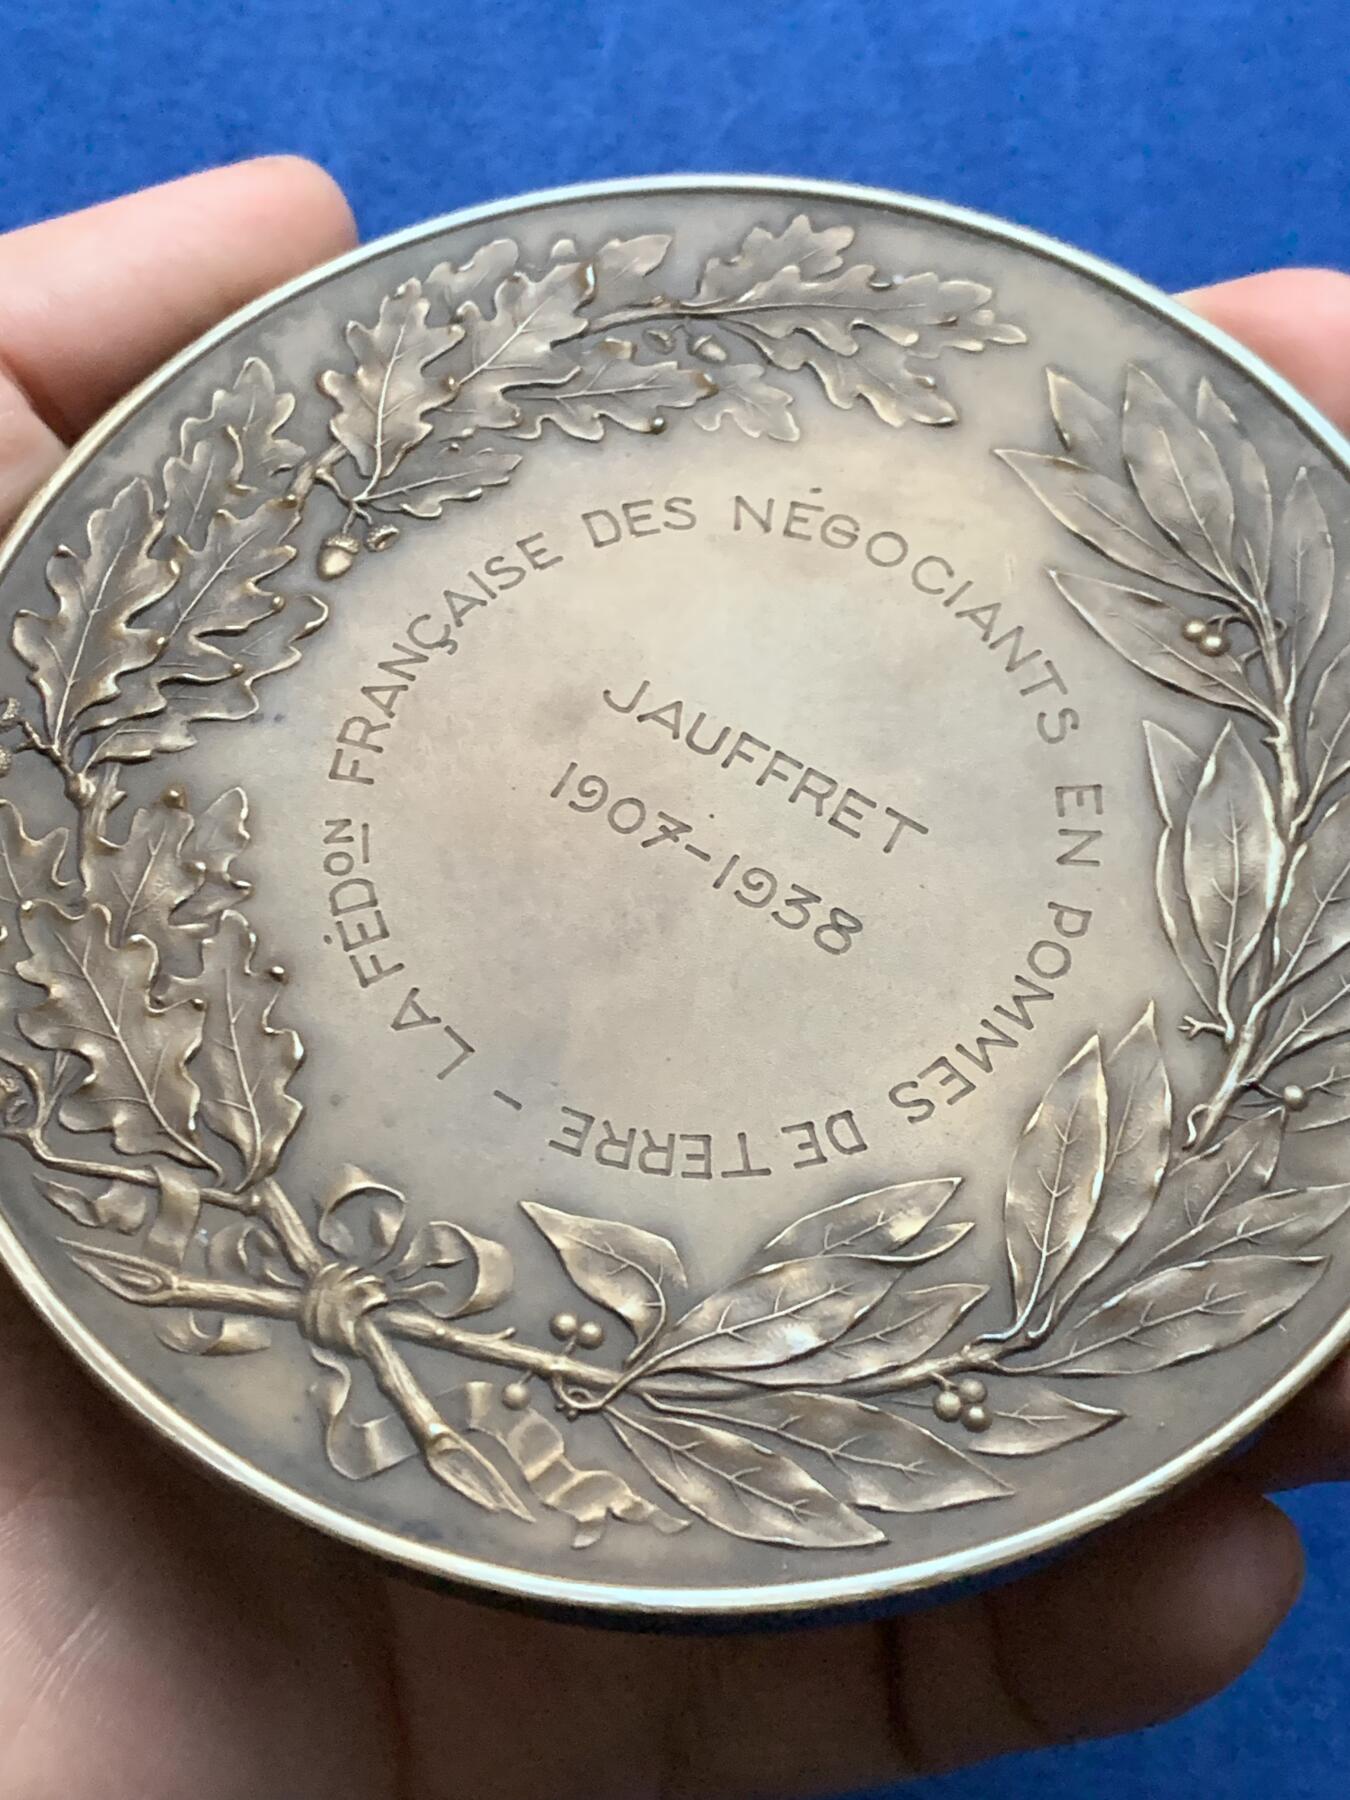 LA FÉDᴼᴺ FRANÇAISE DES NÉGOCIANTS EN POMMES DE TERRE -
JAUFFRET
1907-1938